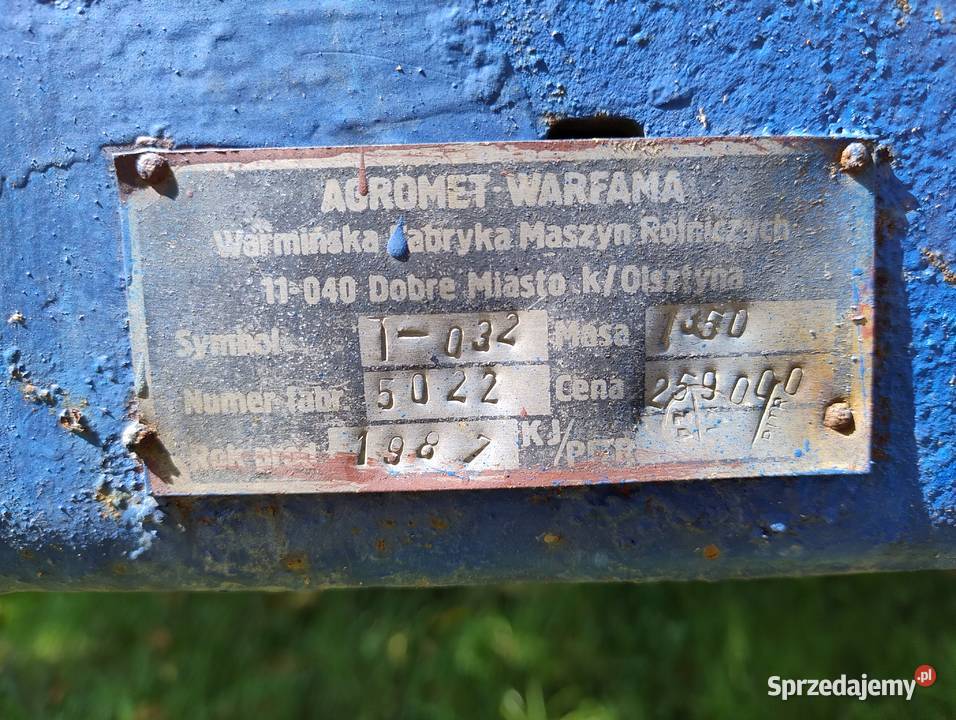 AGROMET-WARFAMA
Warmińska Fabryka Maszyn Rolniczych
11-040 Dobre Miasto k/Olsztyna
Symbol 1-032 Masa 1350
Numer fabr. 5022 Cena 259000
Rok prod. 1987 KJ/
Sprzedajemy.pl